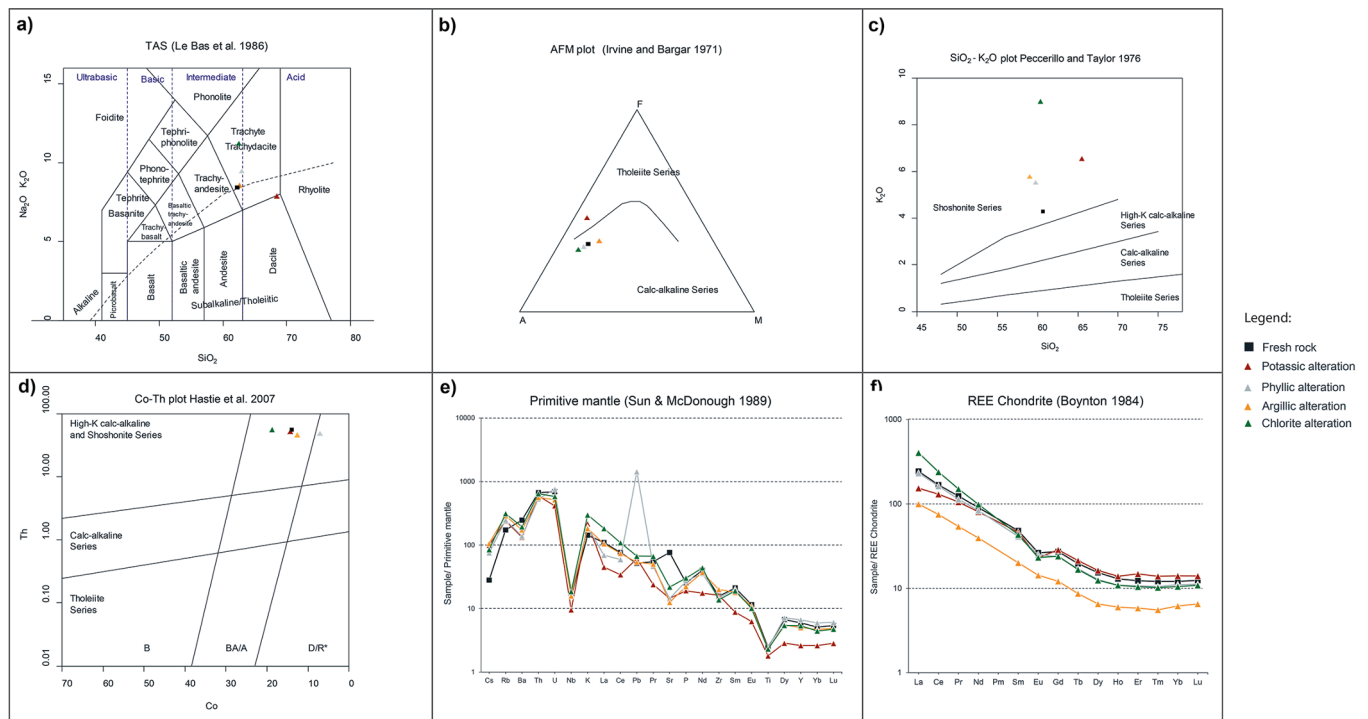 a)
TAS (Le Bas et al. 1986)
Ultrabasic
Basic
Intermediate
Acid
Phonolite
Foidite
Tephri-
phonolite
Trachyte
Trachydacite
Phono-
tephrite
Trachy-
andesite
Rhyolite
Tephrite
Basanite
Basaltic
trachy-
andesite
Trachy-
basalt
Alkaline
Picrobasalt
Basalt
Basaltic
andesite
Andesite
Dacite
Subalkaline/Tholeiitic
Na2O K2O
15
10
5
0
40
50
60
70
80
SiO2
b)
AFM plot (Irvine and Bargar 1971)
F
Tholeiite Series
Calc-alkaline Series
A
M
c)
SiO2 - K2O plot Peccerillo and Taylor 1976
K2O
10
8
6
4
2
0
Shoshonite Series
High-K calc-alkaline
Series
Calc-alkaline
Series
Tholeiite Series
45
50
55
60
65
70
75
SiO2
Legend:
Fresh rock
Potassic alteration
Phyllic alteration
Argillic alteration
Chlorite alteration
d)
Co-Th plot Hastie et al. 2007
Th
100.00
10.00
1.00
0.10
0.01
High-K calc-alkaline
and Shoshonite Series
Calc-alkaline
Series
Tholeiite
Series
B
BA/A
D/R*
70
60
50
40
30
20
10
0
Co
e)
Primitive mantle (Sun & McDonough 1989)
Sample/ Primitive mantle
10000
1000
100
10
1
Cs Rb Ba Th U Nb K La Ce Pb Pr Sr P Nd Zr Sm Eu Ti Dy Y Yb Lu
f)
REE Chondrite (Boynton 1984)
Sample/REE Chondrite
1000
100
10
1
La Ce Pr Nd Pm Sm Eu Gd Tb Dy Ho Er Tm Yb Lu